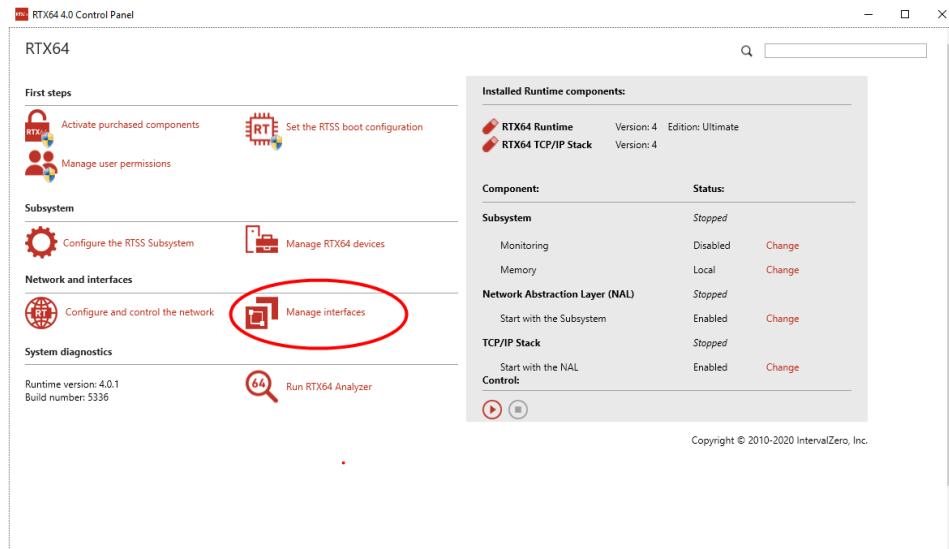 RTX64 4.0 Control Panel
RTX64
First steps
Activate purchased components
Set the RTSS boot configuration
Manage user permissions
Subsystem
Configure the RTSS Subsystem
Manage RTX64 devices
Network and interfaces
Configure and control the network
Manage interfaces
System diagnostics
Runtime version: 4.0.1
Build number: 5336
Run RTX64 Analyzer
Installed Runtime components:
RTX64 Runtime Version: 4 Edition: Ultimate
RTX64 TCP/IP Stack Version: 4
Component: Status:
Subsystem Stopped
Monitoring Disabled Change
Memory Local Change
Network Abstraction Layer (NAL) Stopped
Start with the Subsystem Enabled Change
TCP/IP Stack Stopped
Start with the NAL Enabled Change
Control:
Copyright © 2010-2020 IntervalZero, Inc.